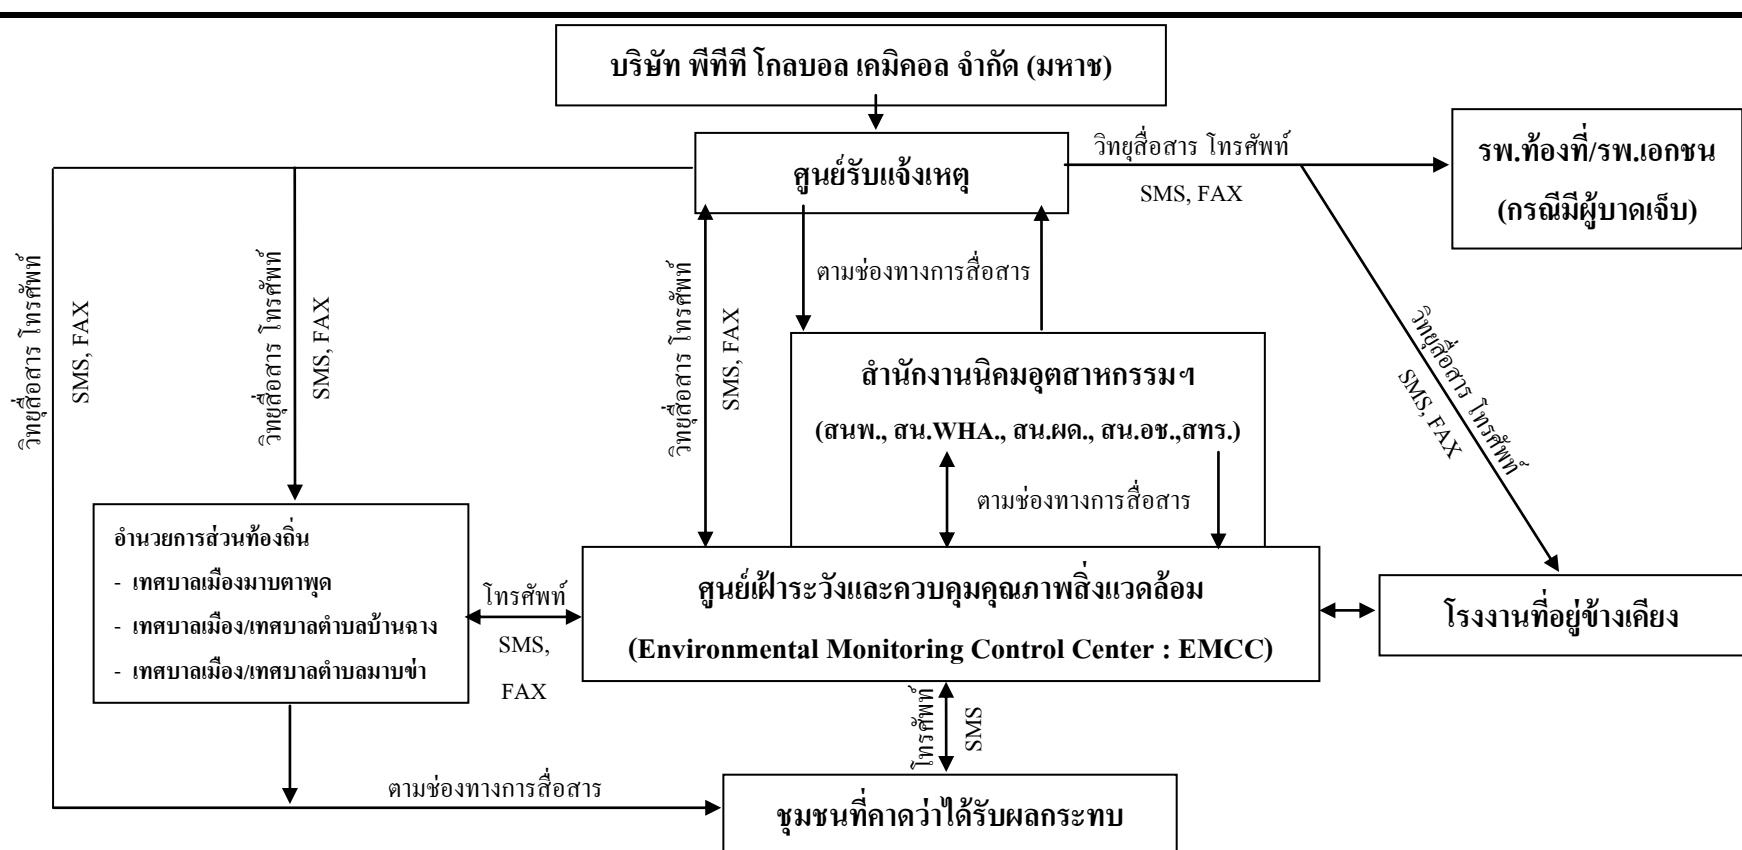 บริษัท พีทีที โกลบอล เคมิคอล จำกัด (มหาช)
ศูนย์รับแจ้งเหตุ
วิทยุสื่อสาร โทรศัพท์
SMS, FAX
รพ.ท้องที่/รพ.เอกชน
(กรณีมีผู้บาดเจ็บ)
วิทยุสื่อสาร โทรศัพท์
SMS, FAX
วิทยุสื่อสาร โทรศัพท์
SMS, FAX
วิทยุสื่อสาร โทรศัพท์
SMS, FAX
ตามช่องทางการสื่อสาร
วิทยุสื่อสาร โทรศัพท์
SMS, FAX
สำนักงานนิคมอุตสาหกรรมฯ
(สนพ., สน.WHA., สน.ผด., สน.อช.,สทร.)
ตามช่องทางการสื่อสาร
อำนวยการส่วนท้องถิ่น
- เทศบาลเมืองมาบตาพุด
- เทศบาลเมือง/เทศบาลตำบลบ้านฉาง
- เทศบาลเมือง/เทศบาลตำบลมาบข่า
โทรศัพท์
SMS,
FAX
ศูนย์เฝ้าระวังและควบคุมคุณภาพสิ่งแวดล้อม
(Environmental Monitoring Control Center : EMCC)
โรงงานที่อยู่ข้างเคียง
โทรศัพท์
SMS
ตามช่องทางการสื่อสาร
ชุมชนที่คาดว่าได้รับผลกระทบ